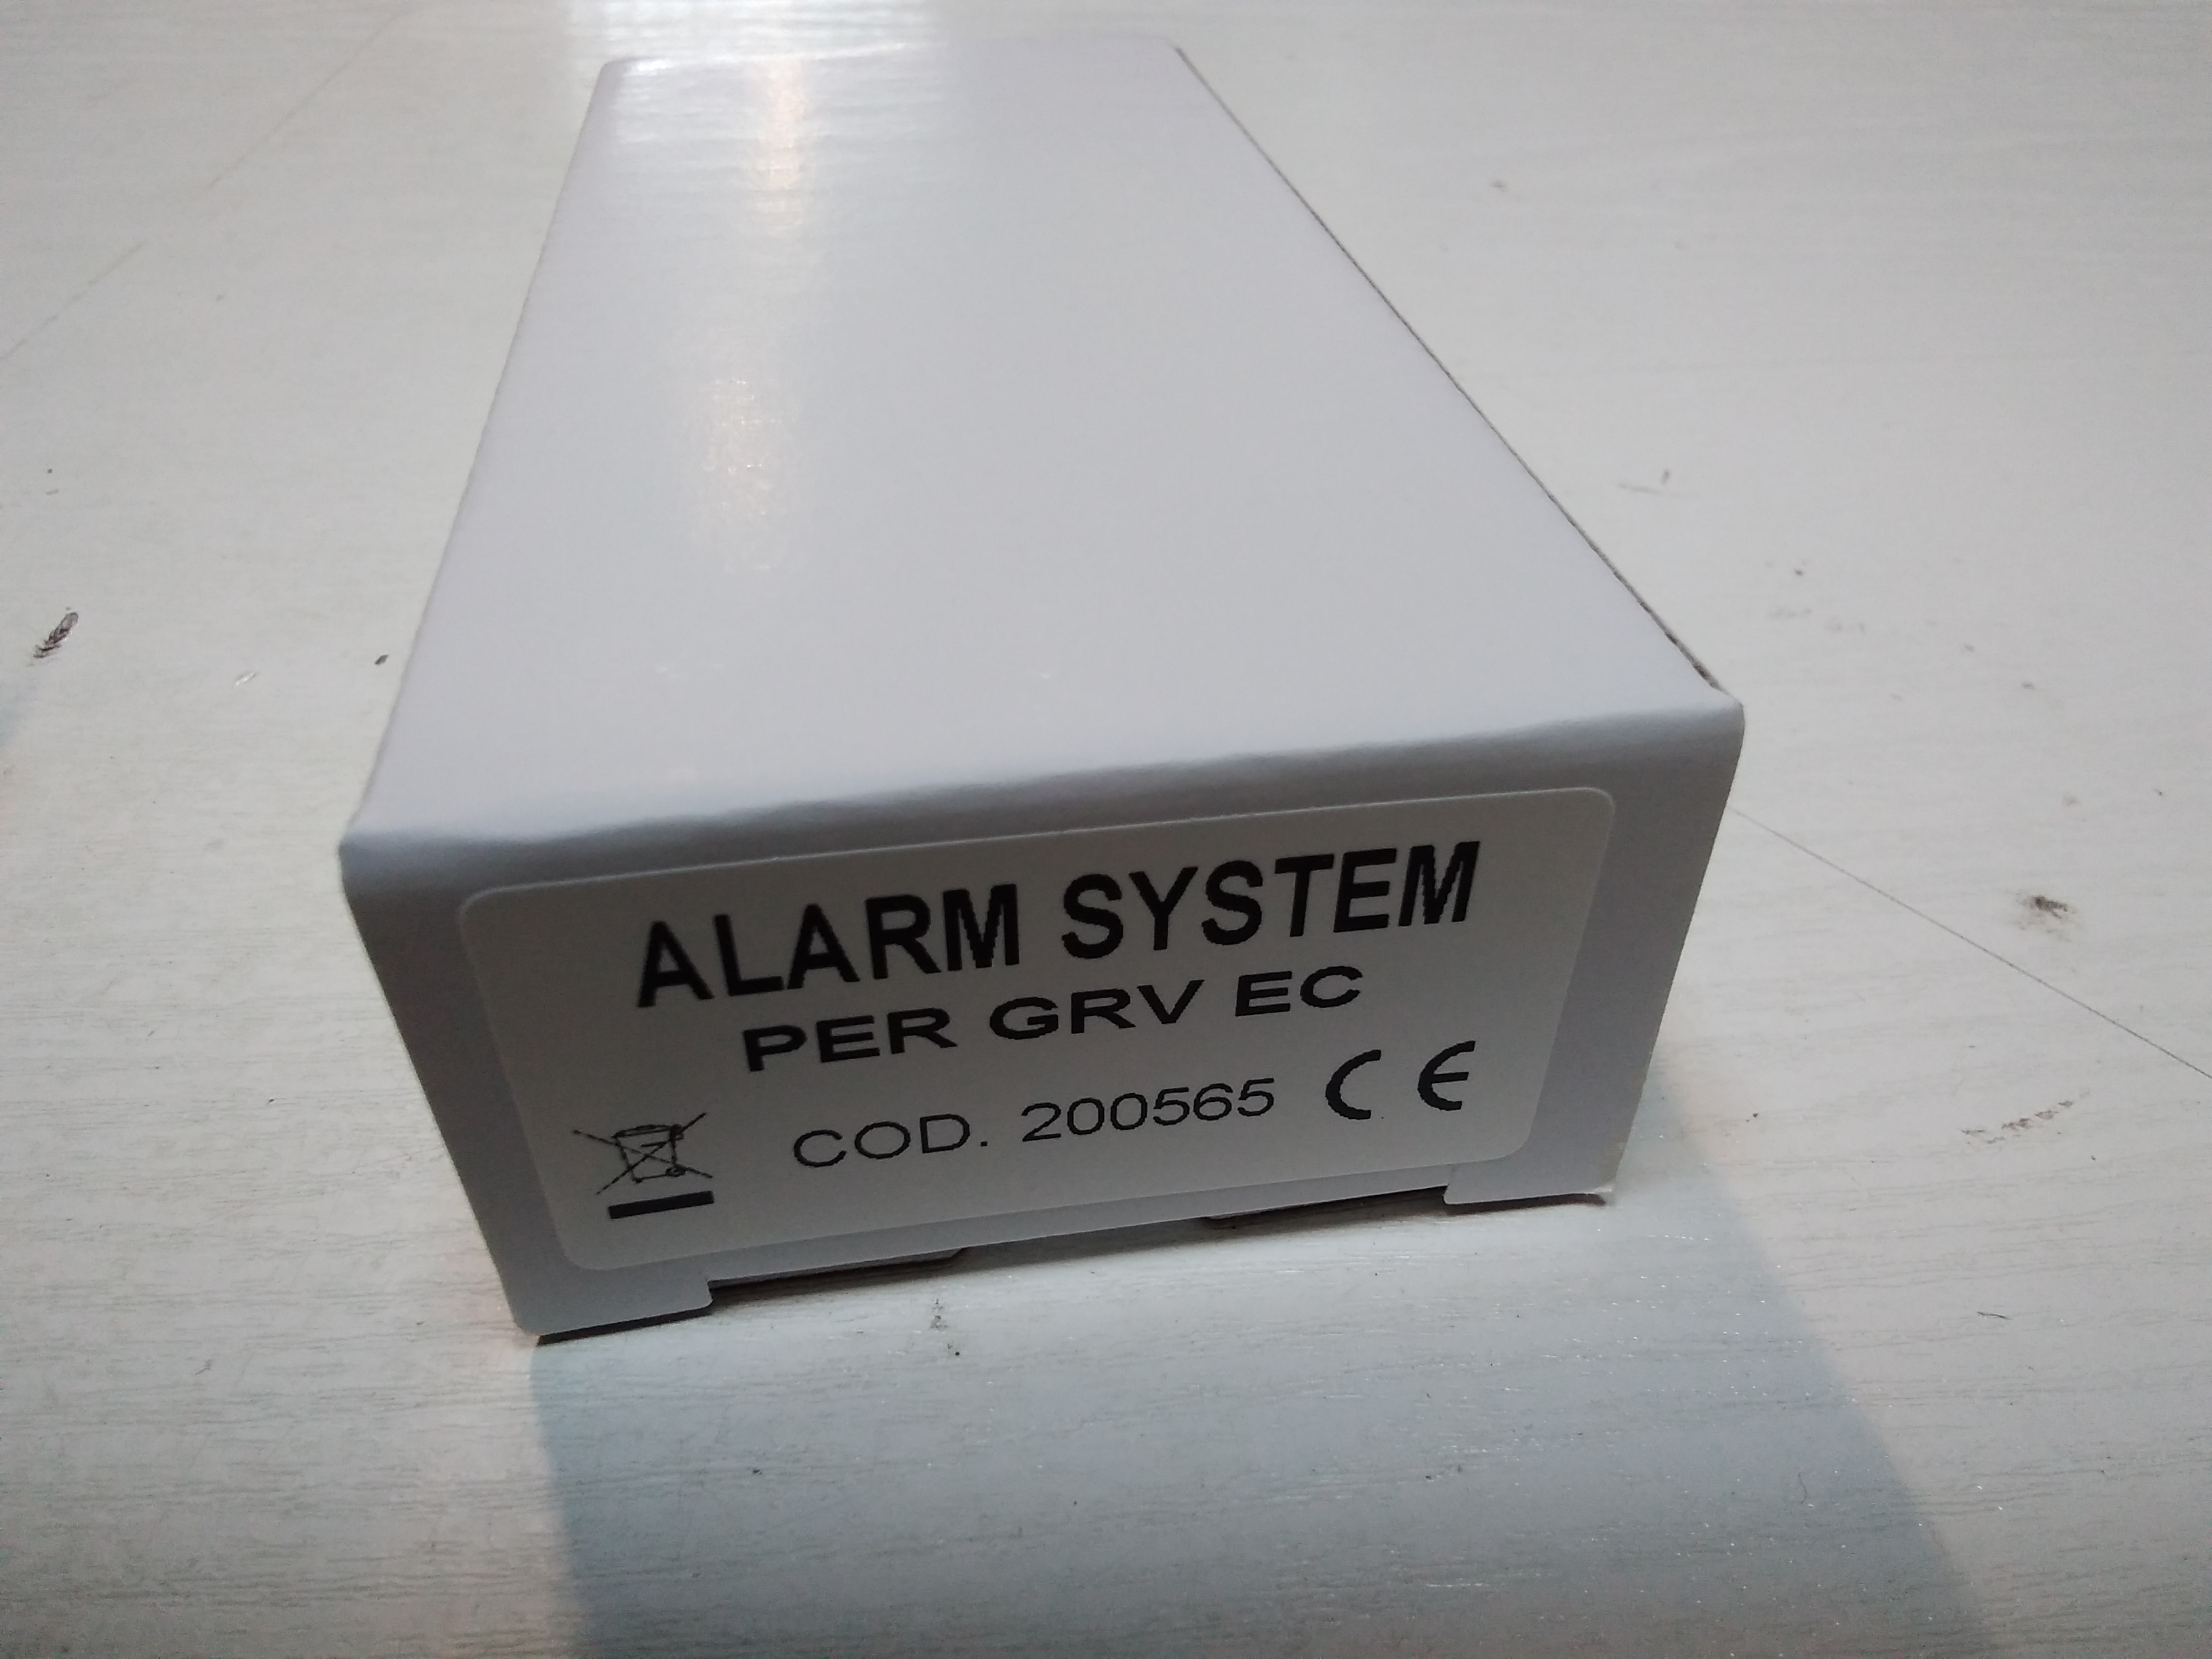 ALARM SYSTEM
PER GRV EC
COD. 200565 CE